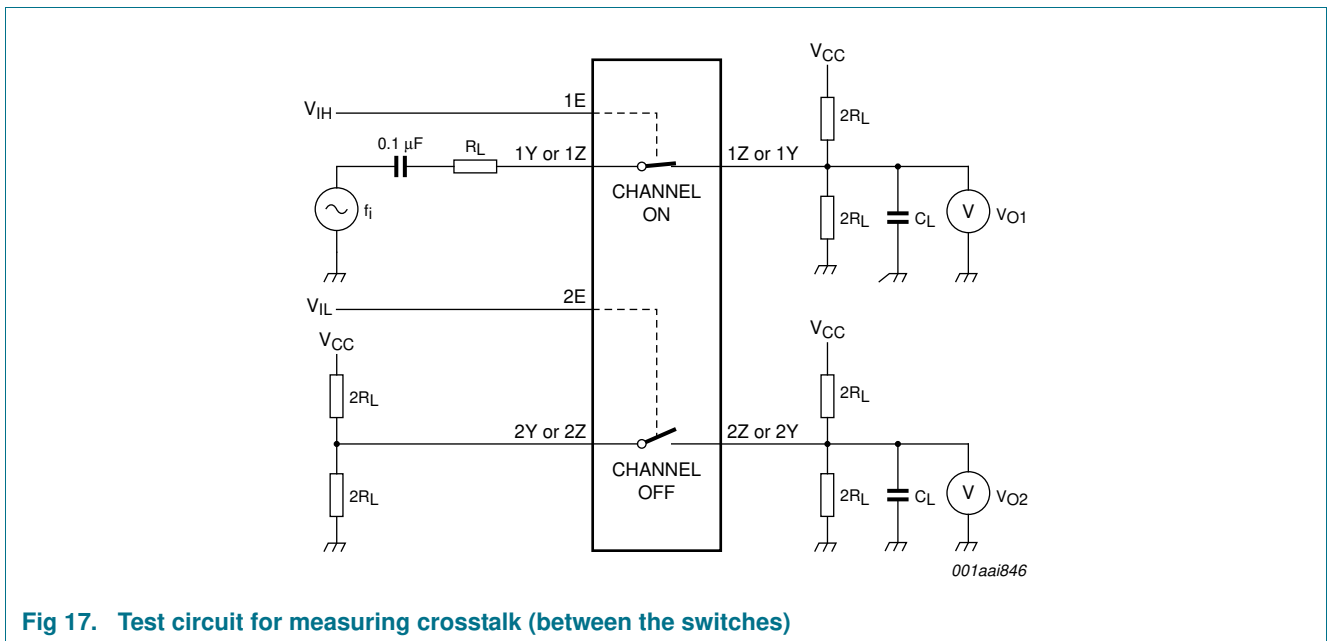 VCC
VIH
1E
2RL
0.1 μF
RL
1Y or 1Z
1Z or 1Y
fi
CHANNEL
ON
2RL
CL
V
VO1
VIL
2E
VCC
VCC
2RL
2RL
2Y or 2Z
2Z or 2Y
CHANNEL
OFF
2RL
2RL
CL
V
VO2
001aai846
Fig 17. Test circuit for measuring crosstalk (between the switches)